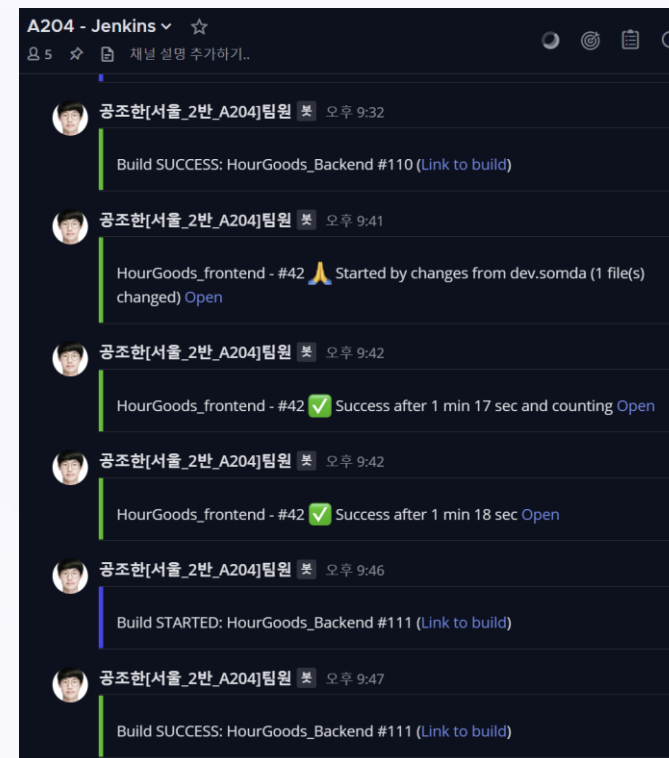 A204 - Jenkins
5 채널 설명 추가하기..
공조한[서울_2반_A204]팀원 봇 오후 9:32
Build SUCCESS: HourGoods_Backend #110 (Link to build)
공조한[서울_2반_A204]팀원 봇 오후 9:41
HourGoods_frontend - #42 🙏 Started by changes from dev.somda (1 file(s)
changed) Open
공조한[서울_2반_A204]팀원 봇 오후 9:42
HourGoods_frontend - #42 ✅ Success after 1 min 17 sec and counting Open
공조한[서울_2반_A204]팀원 봇 오후 9:42
HourGoods_frontend - #42 ✅ Success after 1 min 18 sec Open
공조한[서울_2반_A204]팀원 봇 오후 9:46
Build STARTED: HourGoods_Backend #111 (Link to build)
공조한[서울_2반_A204]팀원 봇 오후 9:47
Build SUCCESS: HourGoods_Backend #111 (Link to build)